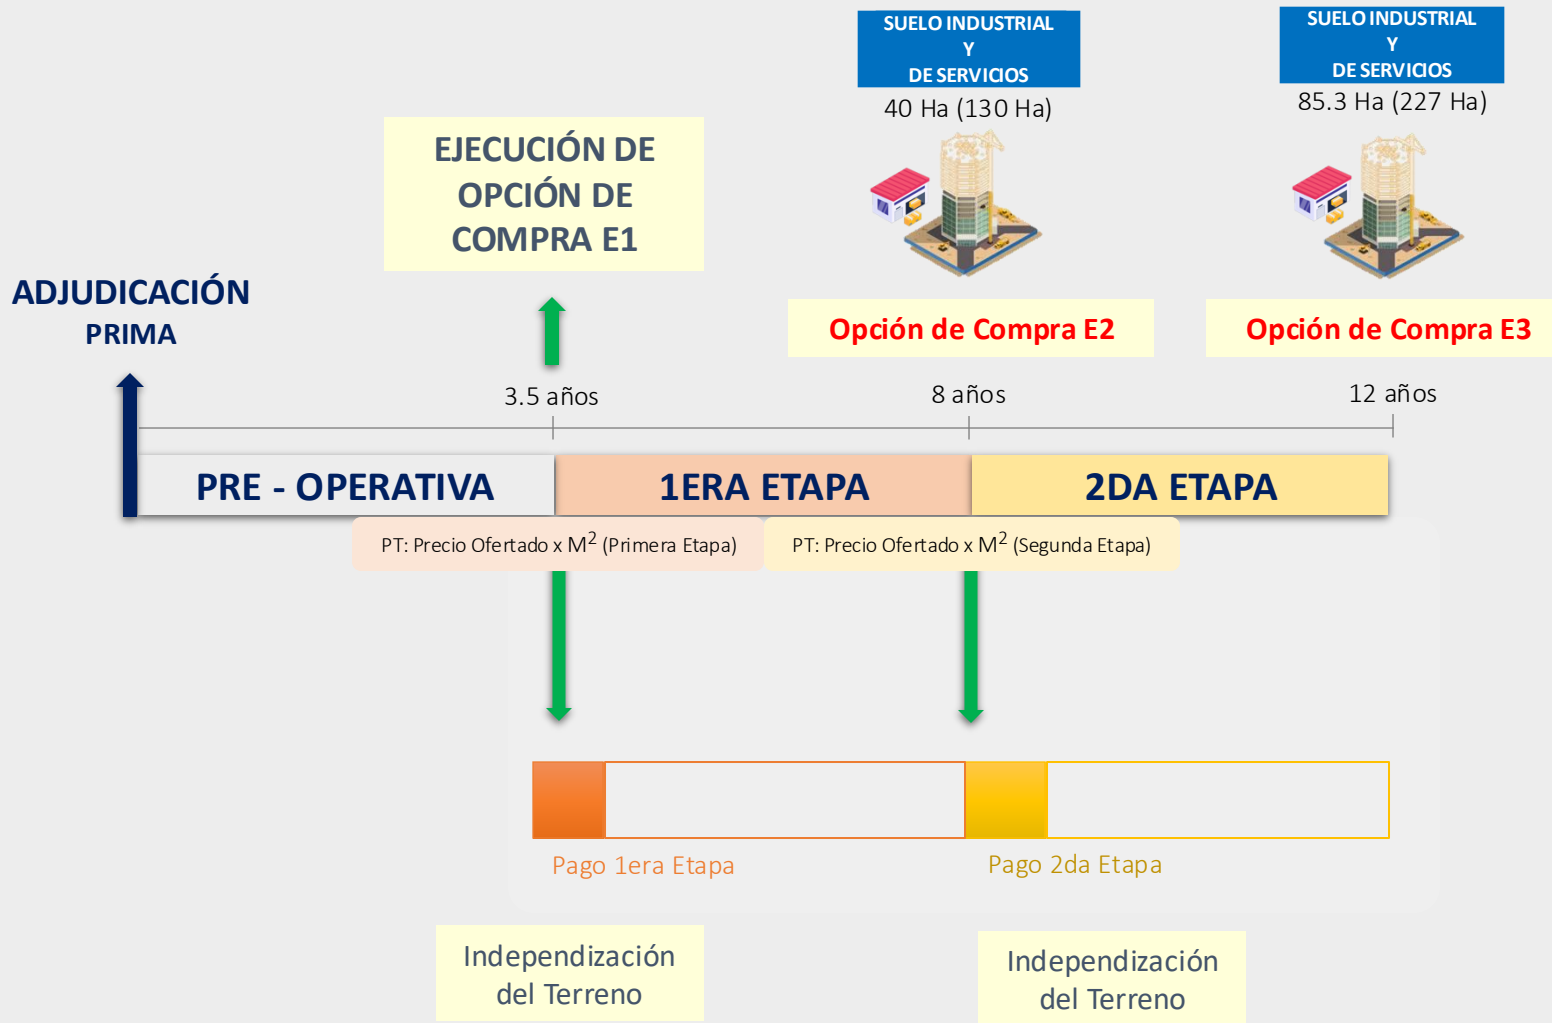 SUELO INDUSTRIAL
Y
DE SERVICIOS
40 Ha (130 Ha)
SUELO INDUSTRIAL
Y
DE SERVICIOS
85.3 Ha (227 Ha)
EJECUCIÓN DE
OPCIÓN DE
COMPRA E1
ADJUDICACIÓN
PRIMA
Opción de Compra E2
Opción de Compra E3
3.5 años
8 años
12 años
PRE - OPERATIVA
1ERA ETAPA
2DA ETAPA
PT: Precio Ofertado x M² (Primera Etapa)
PT: Precio Ofertado x M² (Segunda Etapa)
Pago 1era Etapa
Pago 2da Etapa
Independización
del Terreno
Independización
del Terreno